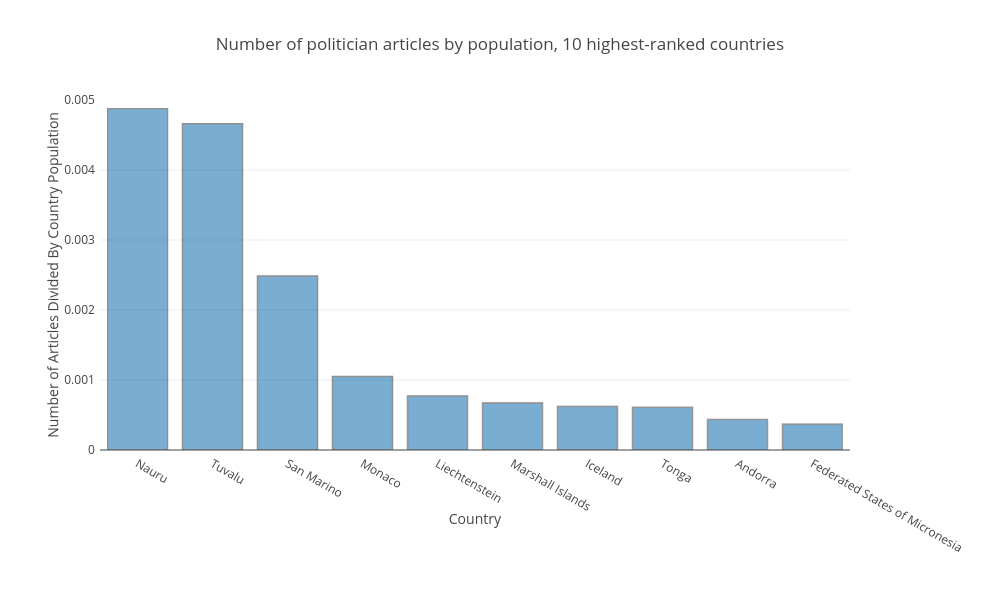 Number of politician articles by population, 10 highest-ranked countries
Number of Articles Divided By Country Population
0.005
0.004
0.003
0.002
0.001
0
Nauru
Tuvalu
San Marino
Monaco
Liechtenstein
Marshall Islands
Iceland
Tonga
Andorra
Federated States of Micronesia
Country